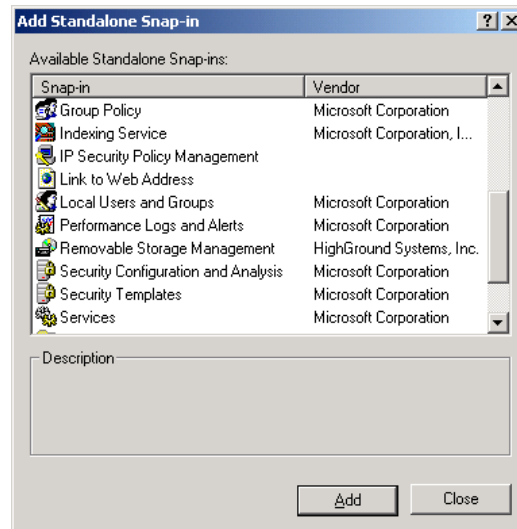 Add Standalone Snap-in
Available Standalone Snap-ins:
Snap-in Vendor
Group Policy Microsoft Corporation
Indexing Service Microsoft Corporation, I...
IP Security Policy Management
Link to Web Address
Local Users and Groups Microsoft Corporation
Performance Logs and Alerts Microsoft Corporation
Removable Storage Management HighGround Systems, Inc.
Security Configuration and Analysis Microsoft Corporation
Security Templates Microsoft Corporation
Services Microsoft Corporation
Description
Add Close